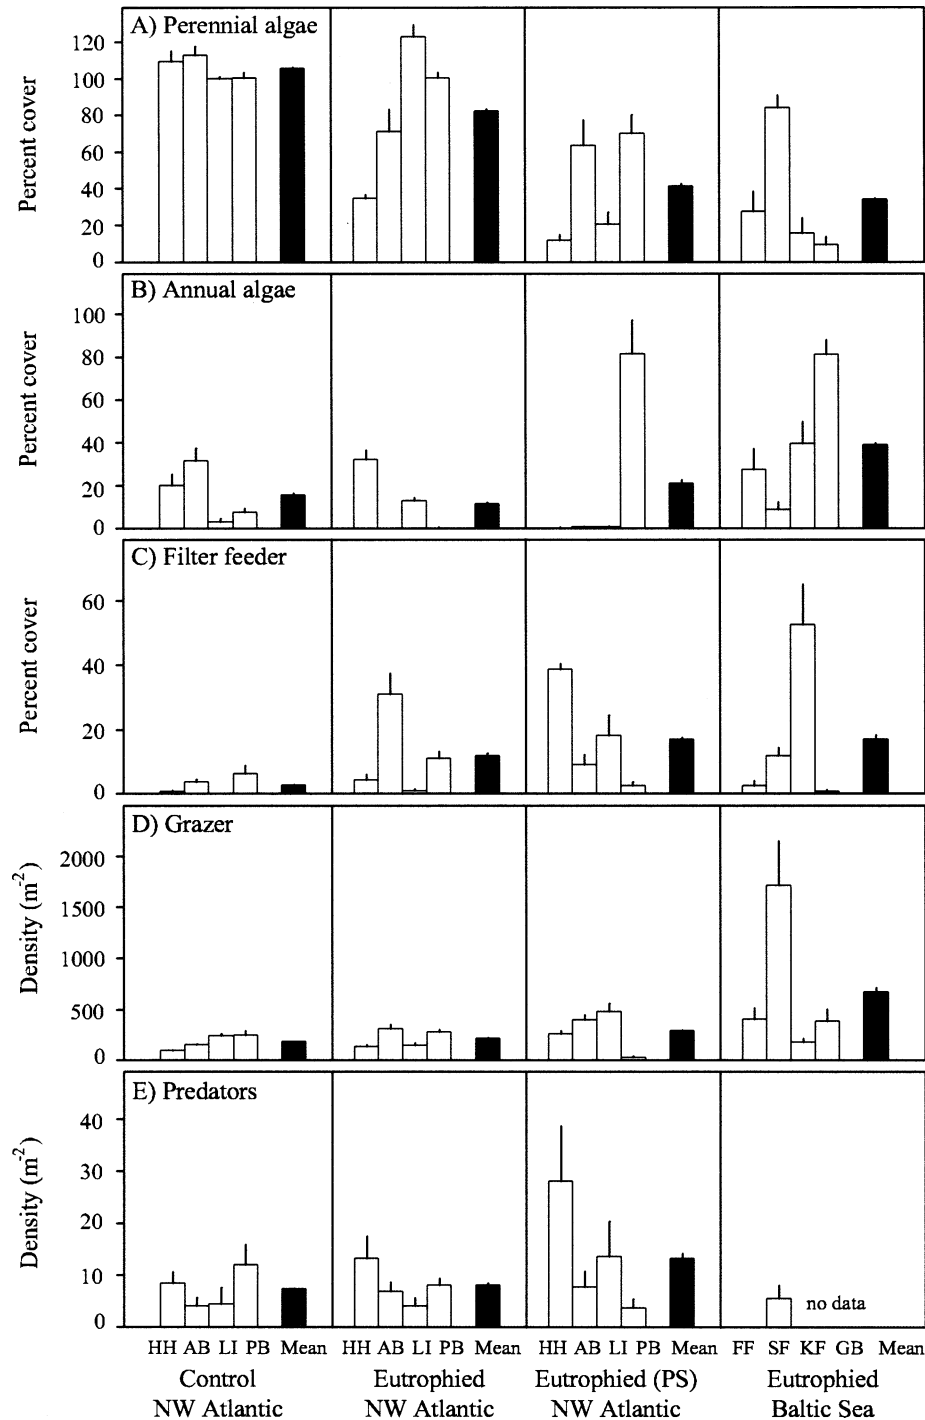 A) Perennial algae
Percent cover
120
100
80
60
40
20
0
B) Annual algae
Percent cover
100
80
60
40
20
0
C) Filter feeder
Percent cover
60
40
20
0
D) Grazer
Density (m⁻²)
2000
1500
1000
500
0
E) Predators
Density (m⁻²)
40
30
20
10
0
no data
HH AB LI PB Mean HH AB LI PB Mean HH AB LI PB Mean FF SF KF GB Mean
Control Eutrophied Eutrophied (PS) Eutrophied
NW Atlantic NW Atlantic NW Atlantic Baltic Sea